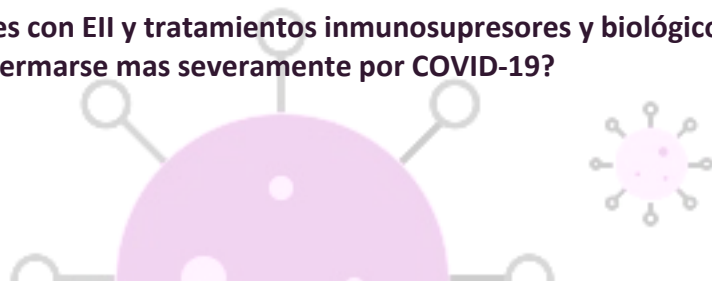 es con EII y tratamientos inmunosupresores y biológico
ermarse mas severamente por COVID-19?